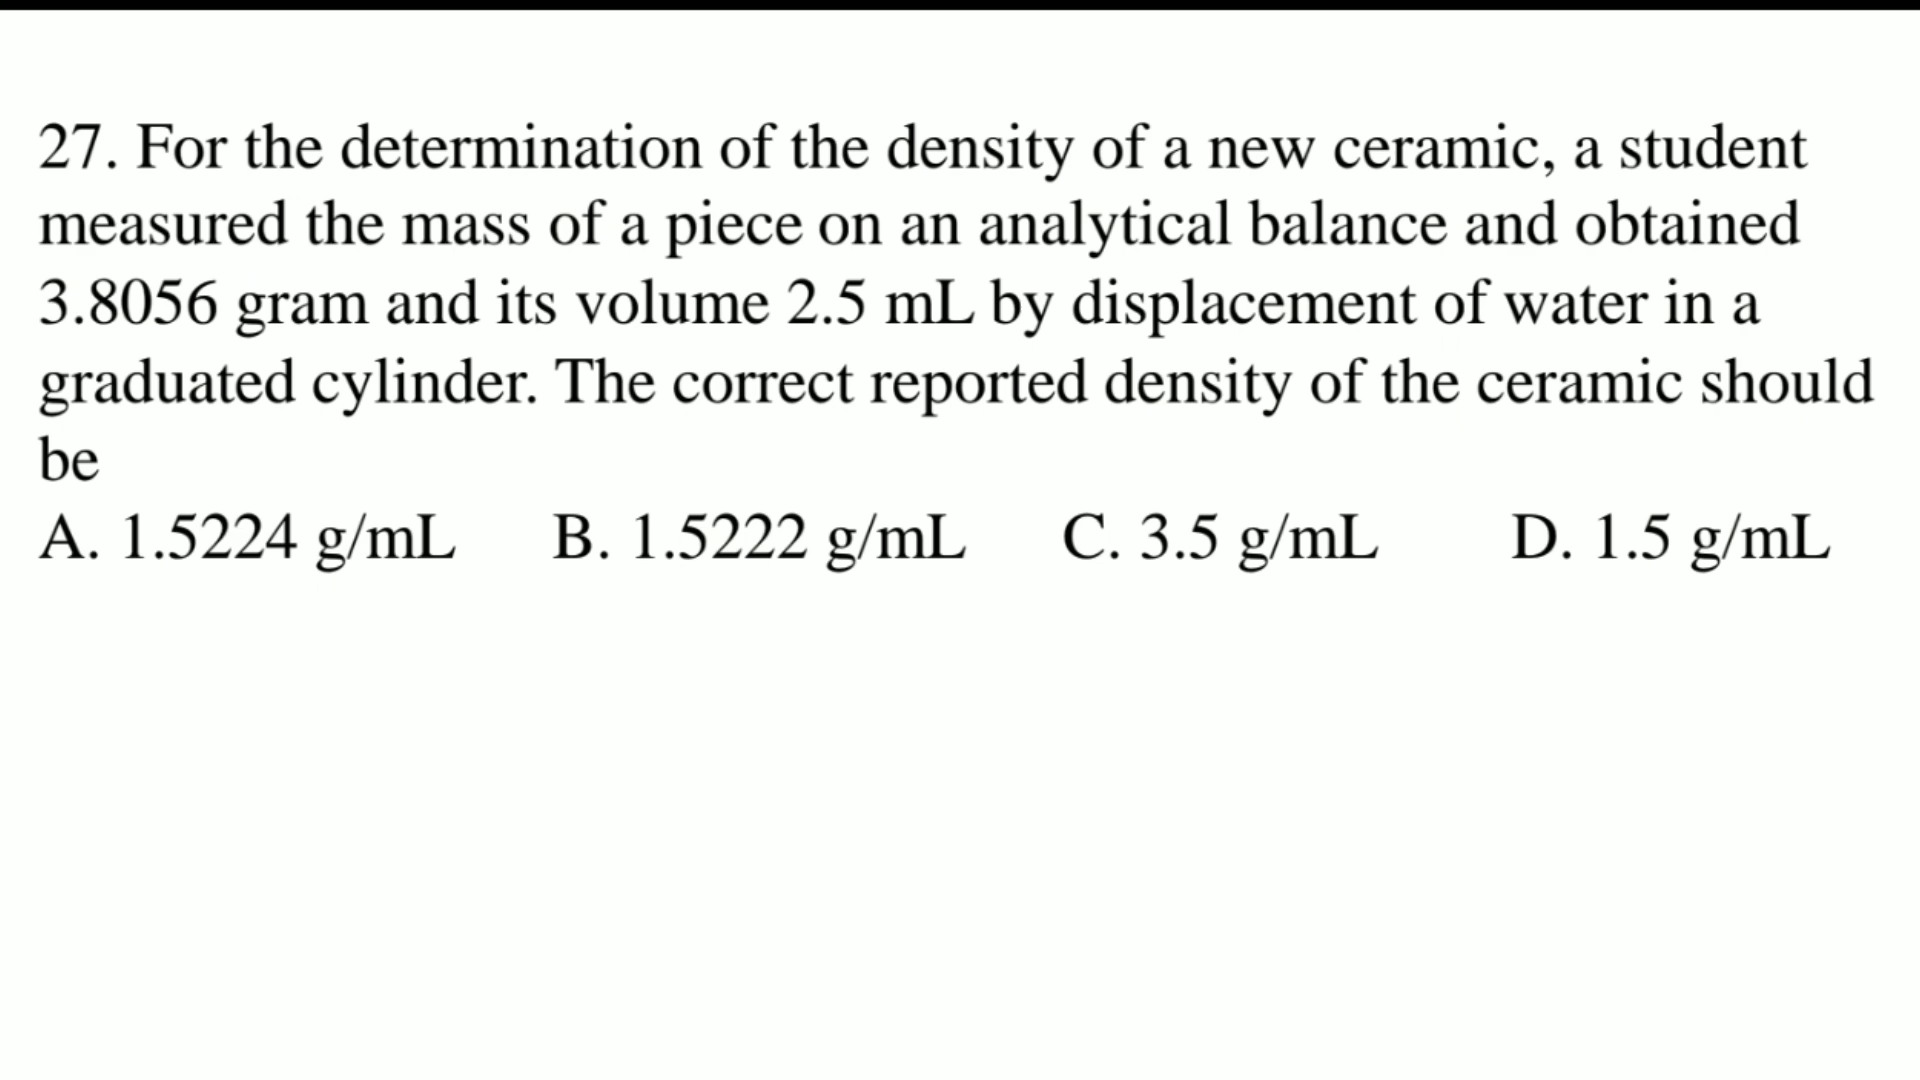 27. For the determination of the density of a new ceramic, a student
measured the mass of a piece on an analytical balance and obtained
3.8056 gram and its volume 2.5 mL by displacement of water in a
graduated cylinder. The correct reported density of the ceramic should
be
A. 1.5224 g/mL B. 1.5222 g/mL C. 3.5 g/mL D. 1.5 g/mL